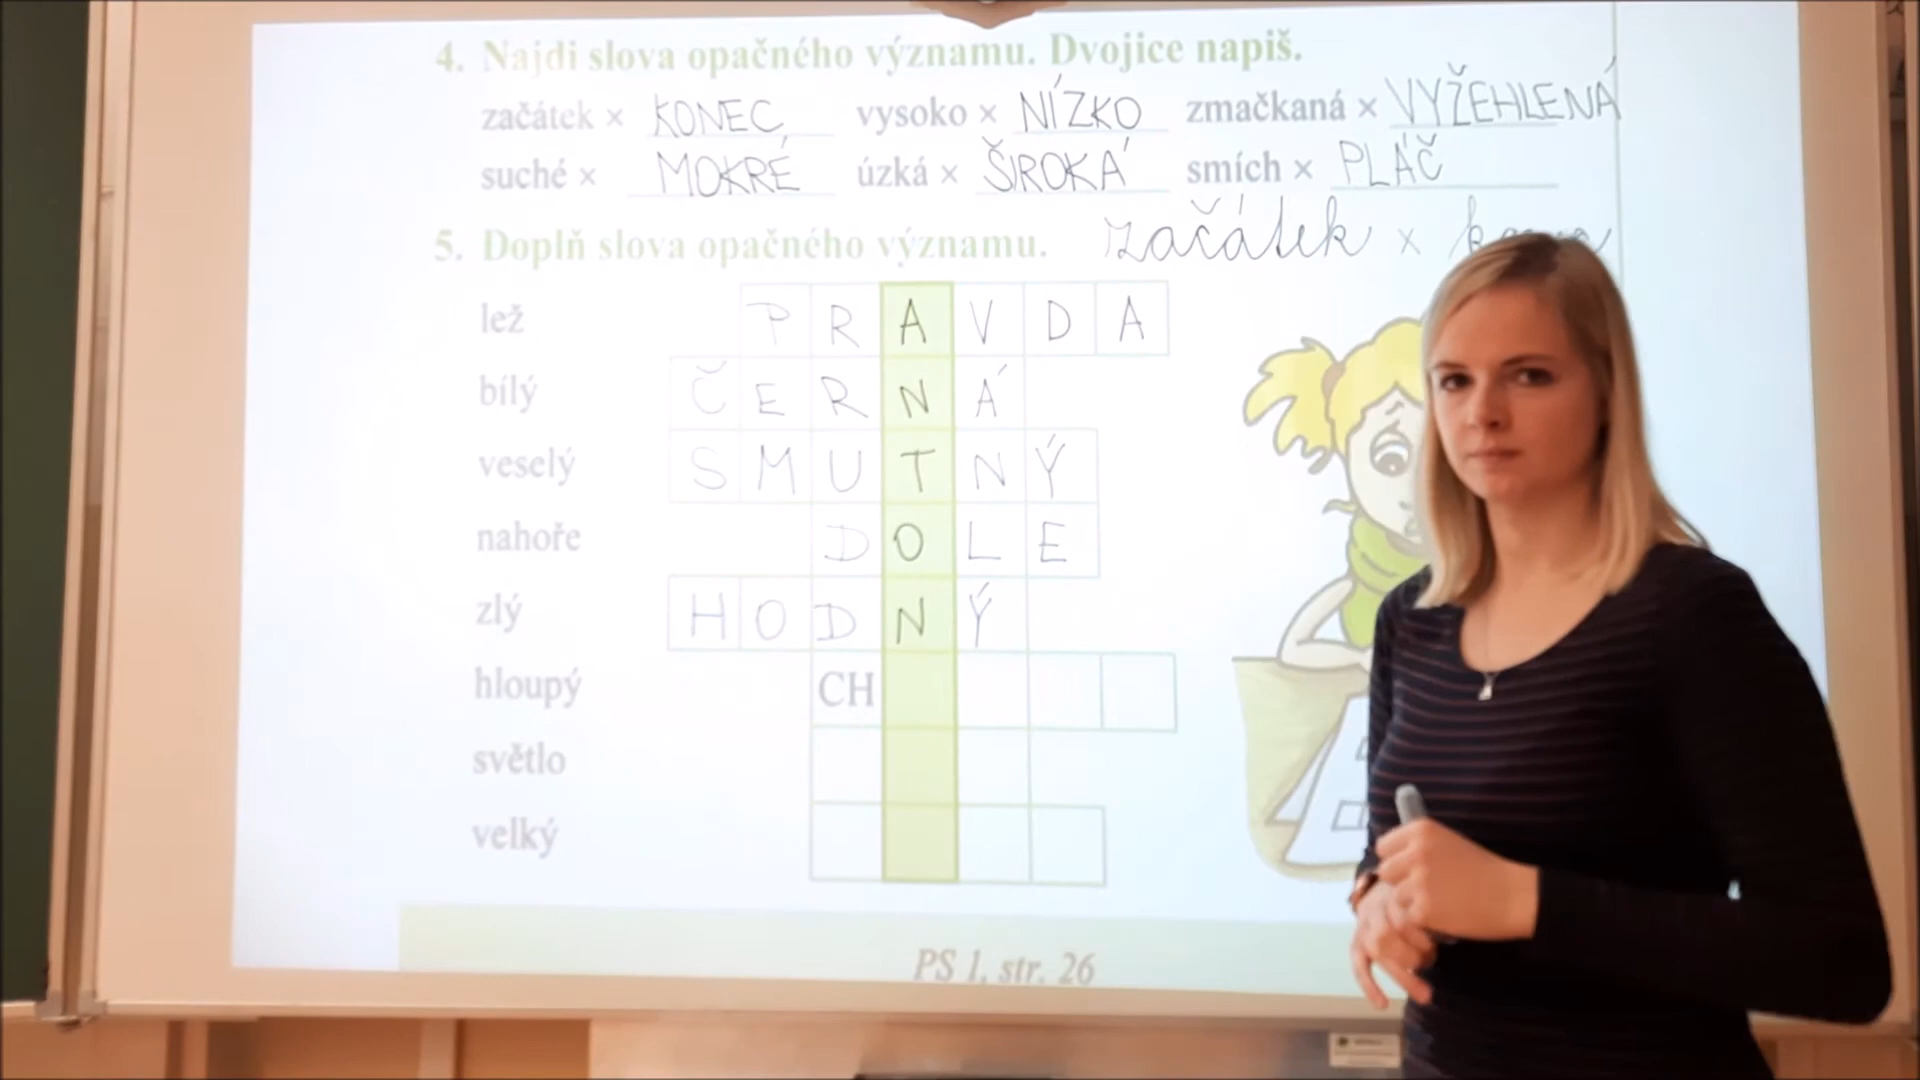 4. Najdi slova opačného významu. Dvojice napiš.
začátek × KONEC vysoko × NÍZKO zmačkaná × VYŽEHLENÁ
suché × MOKRÉ úzká × ŠIROKÁ smích × PLÁČ
5. Doplň slova opačného významu. začátek ×
lež PRAVDA
bílý ČERNÁ
veselý SMUTNÝ
nahoře DOLE
zlý HODNÝ
hloupý CH
světlo
velký
PS 1, str. 26